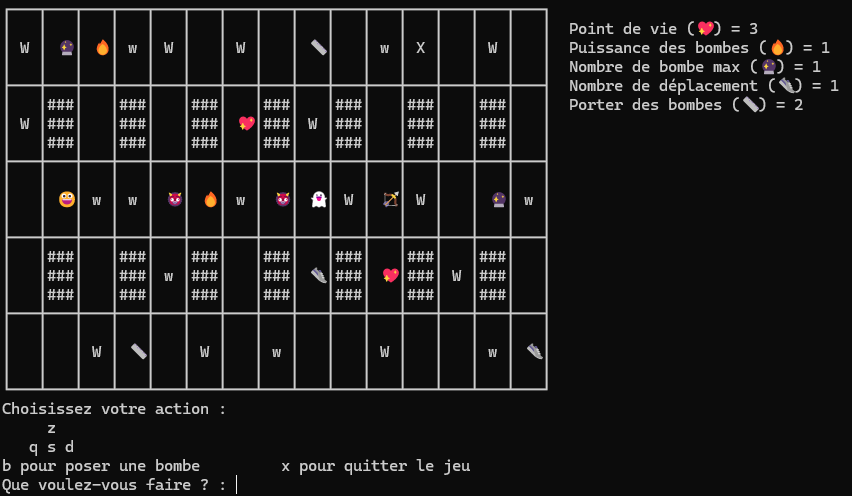 W 🔮 🔥 w W W 📏 w X W
### ### ### ### ### ### ###
W ### ### ### 💖 ### W ### ### ###
### ### ### ### ### ### ###
😀 w w 😈 🔥 w 😈 👻 W 🏹 W 🔮 w
### ### ### ### ### ### ###
### ### w ### ### 👟 ### 💖 ### W ###
### ### ### ### ### ### ###
W 📏 W w W w 👟
Point de vie (💖) = 3
Puissance des bombes (🔥) = 1
Nombre de bombe max (🔮) = 1
Nombre de déplacement (👟) = 1
Porter des bombes (📏) = 2
Choisissez votre action :
z
q s d
b pour poser une bombe x pour quitter le jeu
Que voulez-vous faire ? :